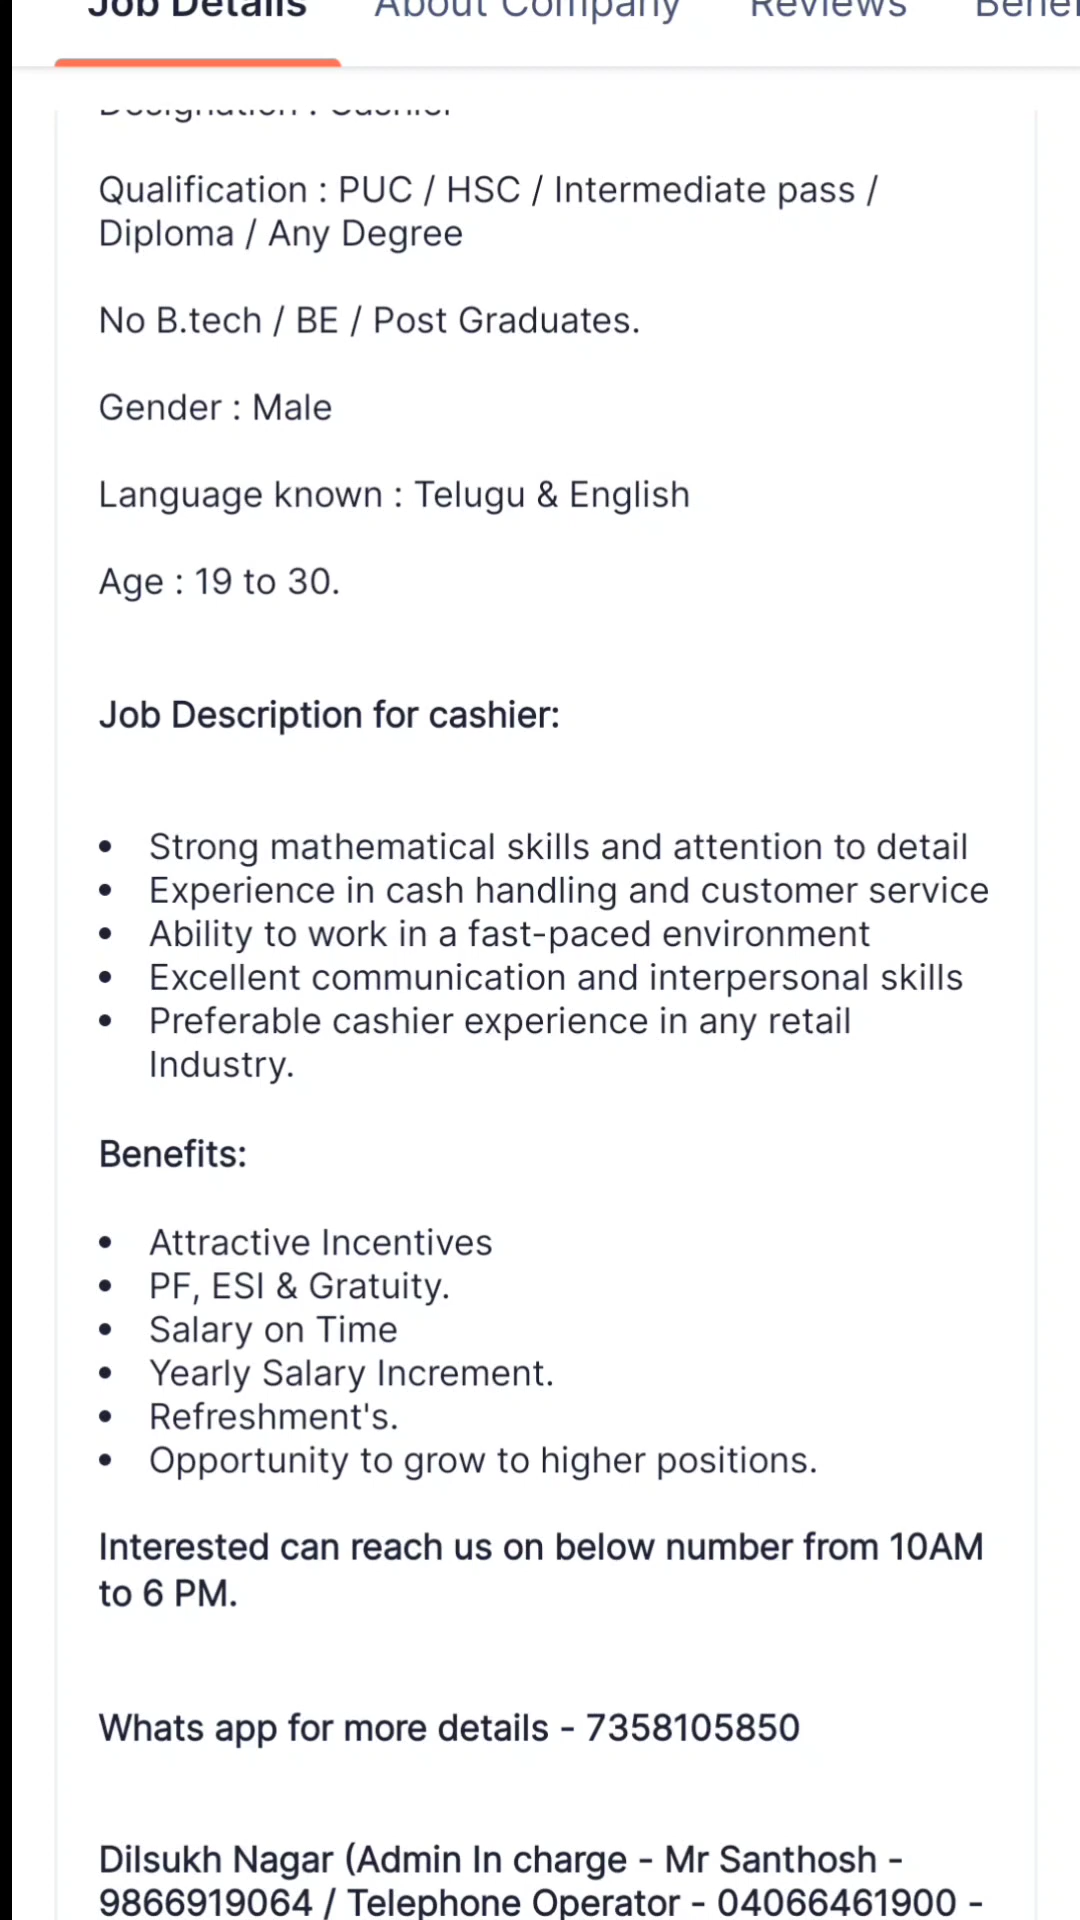 Job Details About Company Reviews Benef
Designation : Cashier
Qualification : PUC / HSC / Intermediate pass /
Diploma / Any Degree
No B.tech / BE / Post Graduates.
Gender : Male
Language known : Telugu & English
Age : 19 to 30.
Job Description for cashier:
• Strong mathematical skills and attention to detail
• Experience in cash handling and customer service
• Ability to work in a fast-paced environment
• Excellent communication and interpersonal skills
• Preferable cashier experience in any retail
Industry.
Benefits:
• Attractive Incentives
• PF, ESI & Gratuity.
• Salary on Time
• Yearly Salary Increment.
• Refreshment's.
• Opportunity to grow to higher positions.
Interested can reach us on below number from 10AM
to 6 PM.
Whats app for more details - 7358105850
Dilsukh Nagar (Admin In charge - Mr Santhosh -
9866919064 / Telephone Operator - 04066461900 -